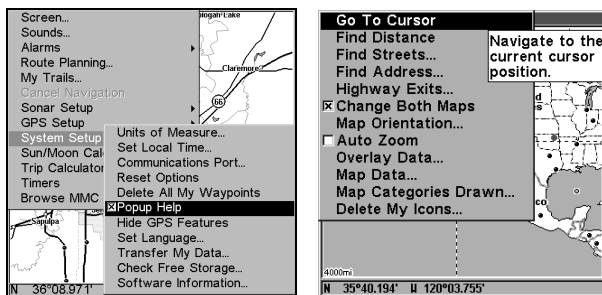 Screen...
Sounds...
Alarms
Route Planning...
My Trails...
Cancel Navigation
Sonar Setup
GPS Setup
System Setup
Sun/Moon Cal
Trip Calculator
Timers
Browse MMC
Units of Measure...
Set Local Time...
Communications Port...
Reset Options
Delete All My Waypoints
Popup Help
Hide GPS Features
Set Language...
Transfer My Data...
Check Free Storage...
Software Information...
Claremore
66
Sapulpa
N 36°08.971'
Go To Cursor
Find Distance
Find Streets...
Find Address...
Highway Exits...
Change Both Maps
Map Orientation...
Auto Zoom
Overlay Data...
Map Data...
Map Categories Drawn...
Delete My Icons...
Navigate to the
current cursor
position.
4000mi
N 35°40.194' W 120°03.755'